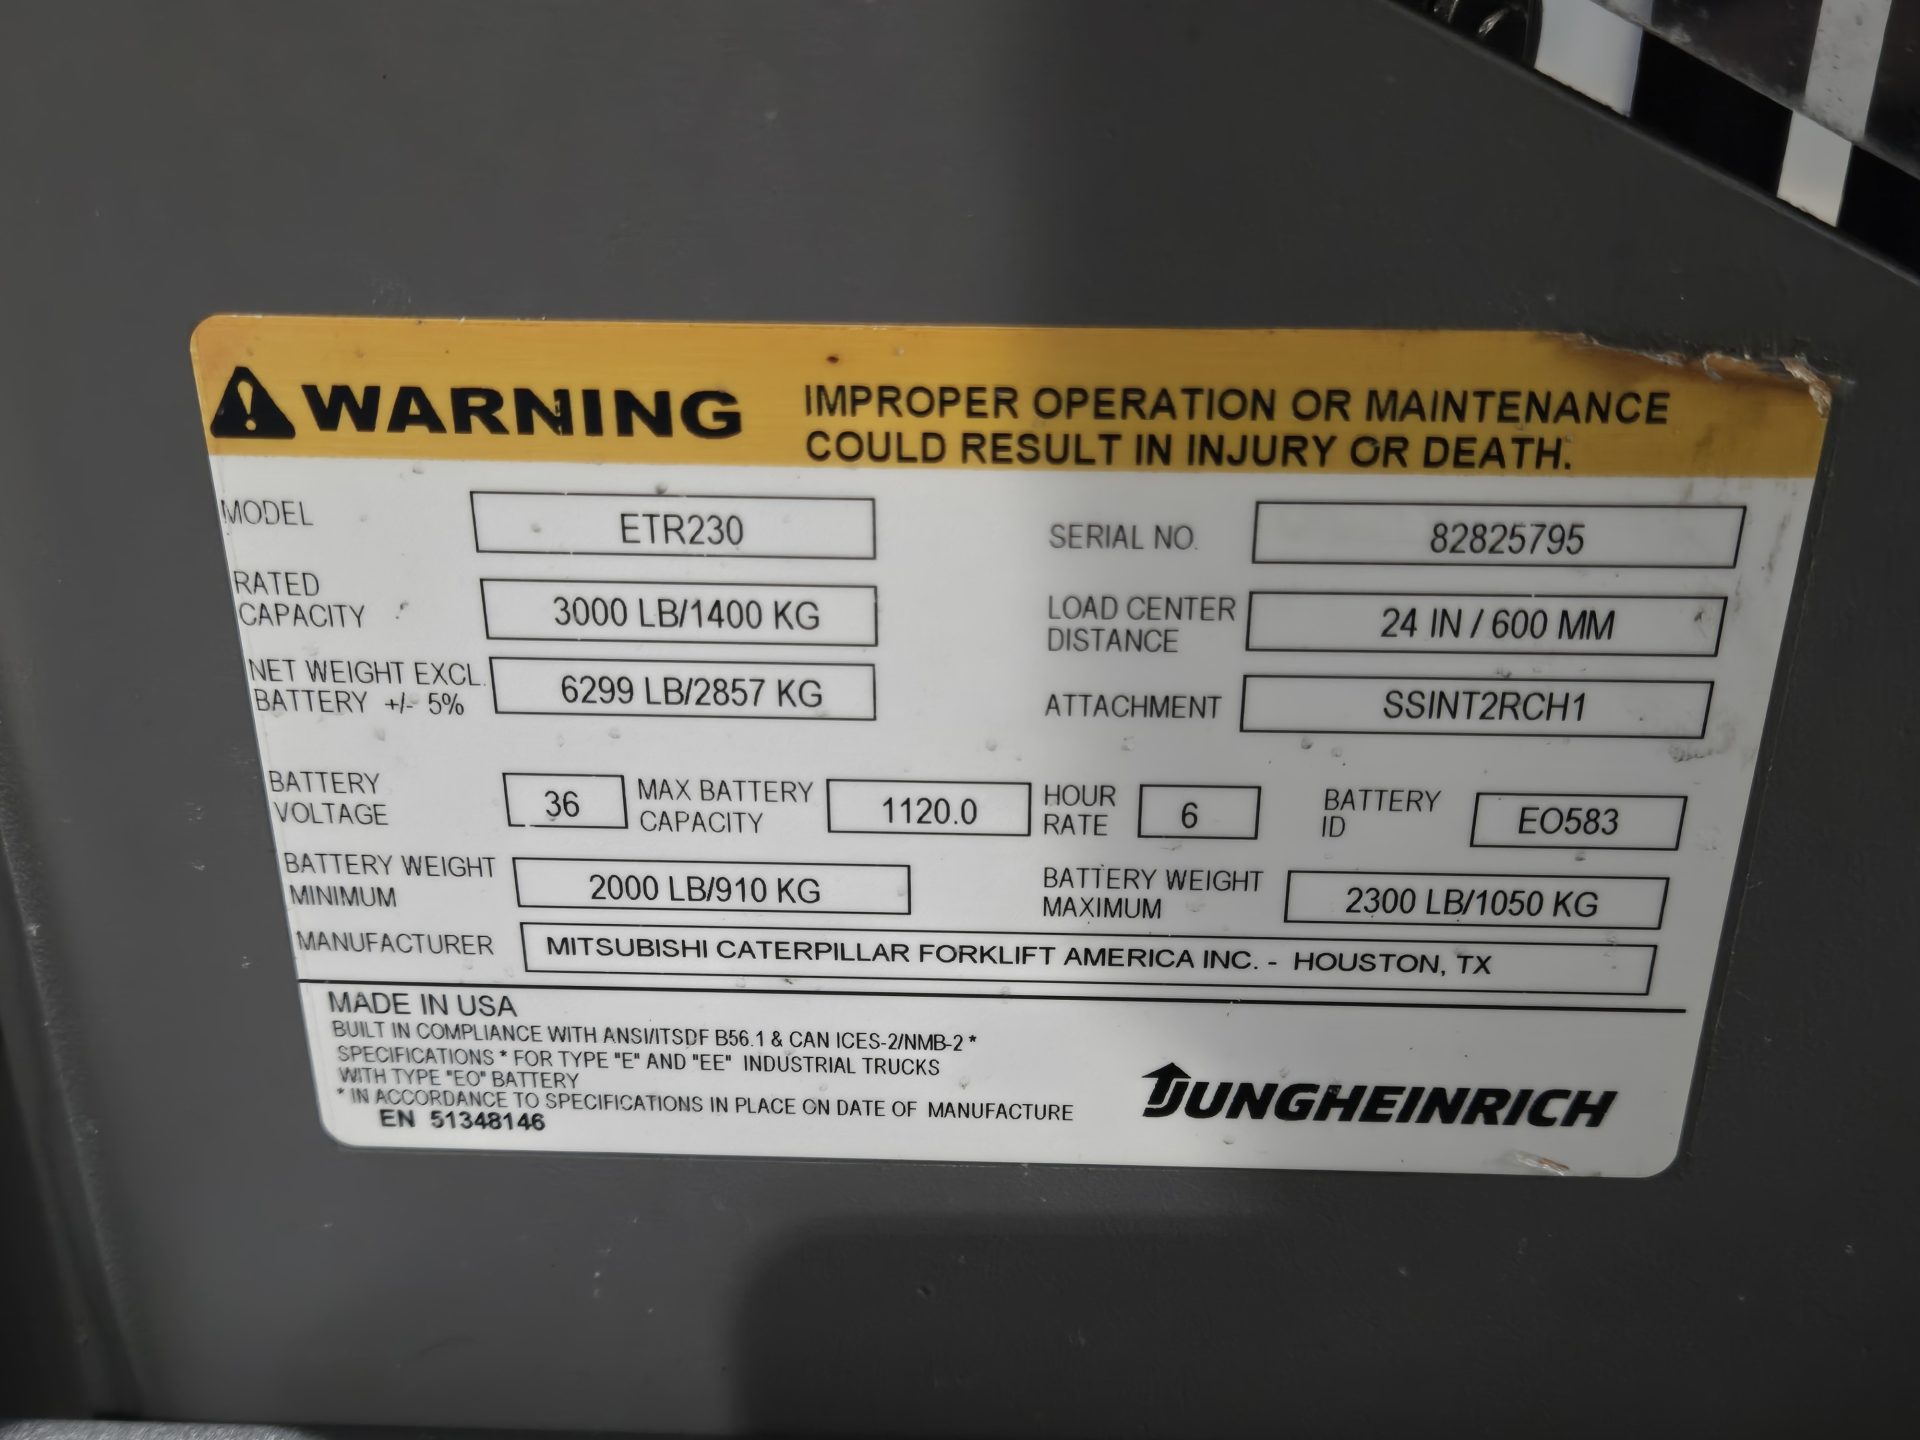 WARNING
IMPROPER OPERATION OR MAINTENANCE
COULD RESULT IN INJURY OR DEATH.
MODEL ETR230
SERIAL NO. 82825795
RATED
CAPACITY 3000 LB/1400 KG
LOAD CENTER
DISTANCE 24 IN / 600 MM
NET WEIGHT EXCL.
BATTERY +/- 5% 6299 LB/2857 KG
ATTACHMENT SSINT2RCH1
BATTERY
VOLTAGE 36
MAX BATTERY
CAPACITY 1120.0
HOUR
RATE 6
BATTERY
ID EO583
BATTERY WEIGHT
MINIMUM 2000 LB/910 KG
BATTERY WEIGHT
MAXIMUM 2300 LB/1050 KG
MANUFACTURER MITSUBISHI CATERPILLAR FORKLIFT AMERICA INC. - HOUSTON, TX
MADE IN USA
BUILT IN COMPLIANCE WITH ANSI/ITSDF B56.1 & CAN ICES-2/NMB-2 *
SPECIFICATIONS * FOR TYPE "E" AND "EE" INDUSTRIAL TRUCKS
WITH TYPE "EO" BATTERY
* IN ACCORDANCE TO SPECIFICATIONS IN PLACE ON DATE OF MANUFACTURE
EN 51348146
JUNGHEINRICH